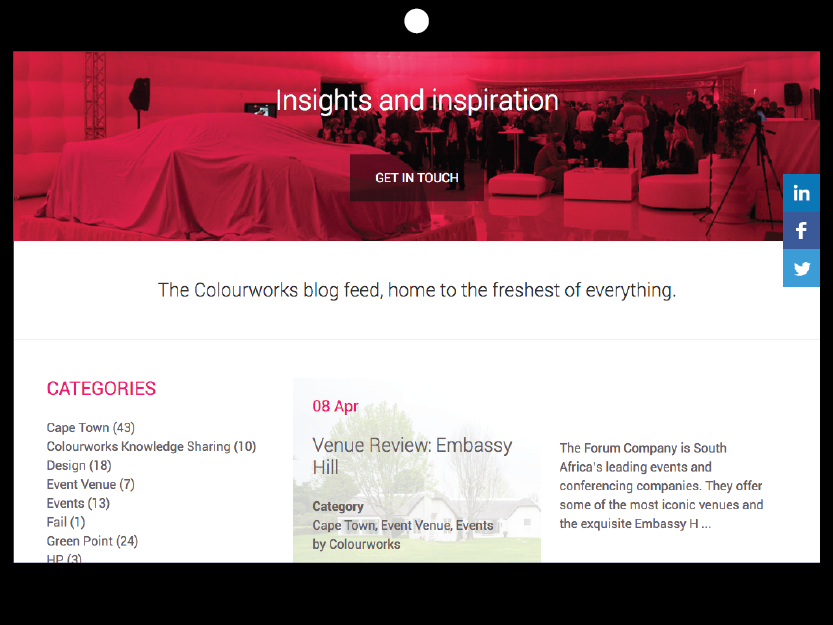 Insights and inspiration
GET IN TOUCH
in
f
The Colourworks blog feed, home to the freshest of everything.
CATEGORIES
Cape Town (43)
Colourworks Knowledge Sharing (10)
Design (18)
Event Venue (7)
Events (13)
Fail (1)
Green Point (24)
HP (3)
08 Apr
Venue Review: Embassy
Hill
Category
Cape Town, Event Venue, Events
by Colourworks
The Forum Company is South
Africa's leading events and
conferencing companies. They offer
some of the most iconic venues and
the exquisite Embassy H ...